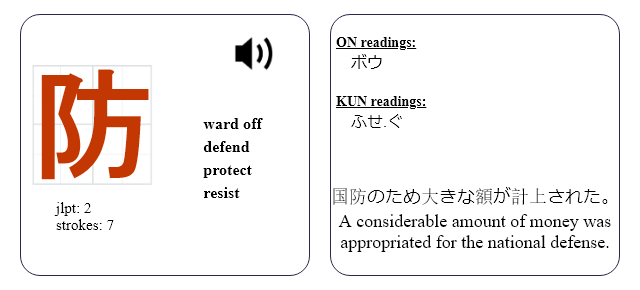 防
ward off
defend
protect
resist
jlpt: 2
strokes: 7
ON readings:
ボウ
KUN readings:
ふせ.ぐ
国防のため大きな額が計上された。
A considerable amount of money was
appropriated for the national defense.